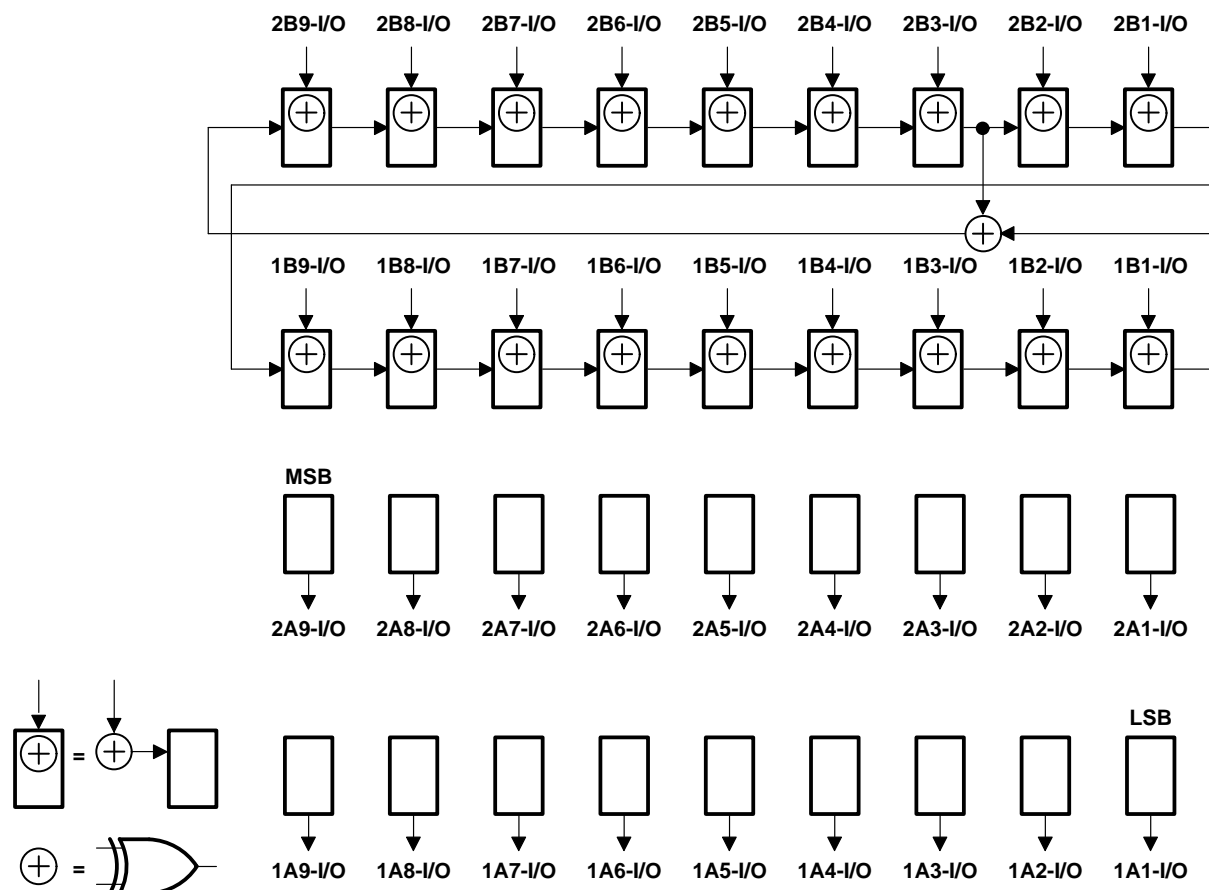 2B9-I/O 2B8-I/O 2B7-I/O 2B6-I/O 2B5-I/O 2B4-I/O 2B3-I/O 2B2-I/O 2B1-I/O
1B9-I/O 1B8-I/O 1B7-I/O 1B6-I/O 1B5-I/O 1B4-I/O 1B3-I/O 1B2-I/O 1B1-I/O
MSB
2A9-I/O 2A8-I/O 2A7-I/O 2A6-I/O 2A5-I/O 2A4-I/O 2A3-I/O 2A2-I/O 2A1-I/O
LSB
=
=
1A9-I/O 1A8-I/O 1A7-I/O 1A6-I/O 1A5-I/O 1A4-I/O 1A3-I/O 1A2-I/O 1A1-I/O